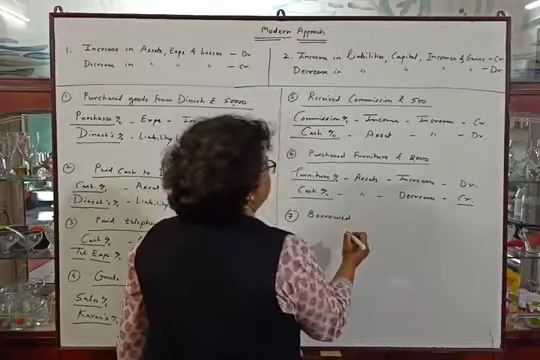 Modern Approch
1. Increase in Assets, Exps & Losses - Dr.
Decrease in " " " - Cr.
2. Increase in liabilities, Capital, Incomes & Gains - Cr.
Decrease in " " " " - Dr.
① Purchased goods from Dinesh ₹
Purchases %. - Exps -
Dinesh's %. - Liability
② Paid Cash to
Cash %. - Asset
Dinesh's %. - Liability
③ Paid
Cash %. -
Tel Exps %.
④ Goods
Sales %.
Karan's %.
⑤ Received Commission ₹ 500
Commission %. - Income - Increase - Cr.
Cash %. - Asset - " - Dr.
⑥ Purchased Furniture ₹ 8000
Furniture %. - Assets - Increase - Dr.
Cash %. - " - Decrease - Cr.
⑦ Borrowed